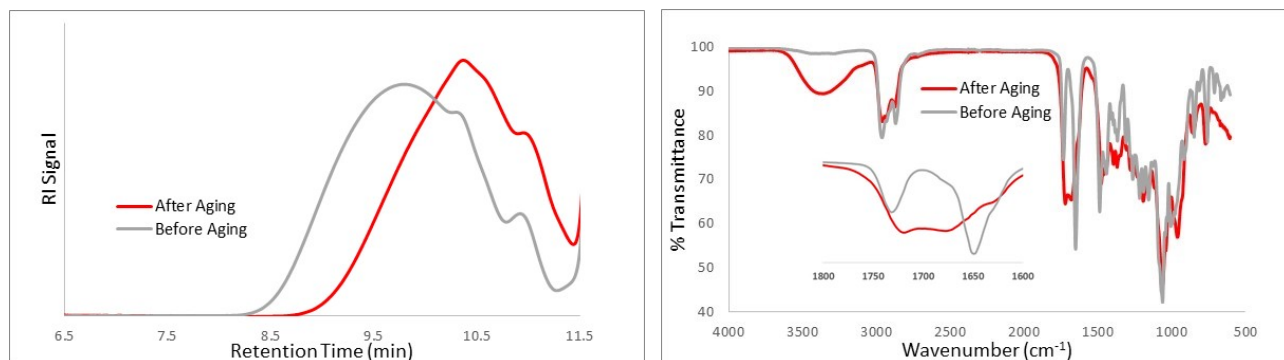 RI Signal
After Aging
Before Aging
6.5 7.5 8.5 9.5 10.5 11.5
Retention Time (min)
% Transmittance
100
90
80
70
60
50
40
After Aging
Before Aging
1800 1750 1700 1650 1600
4000 3500 3000 2500 2000 1500 1000 500
Wavenumber (cm⁻¹)